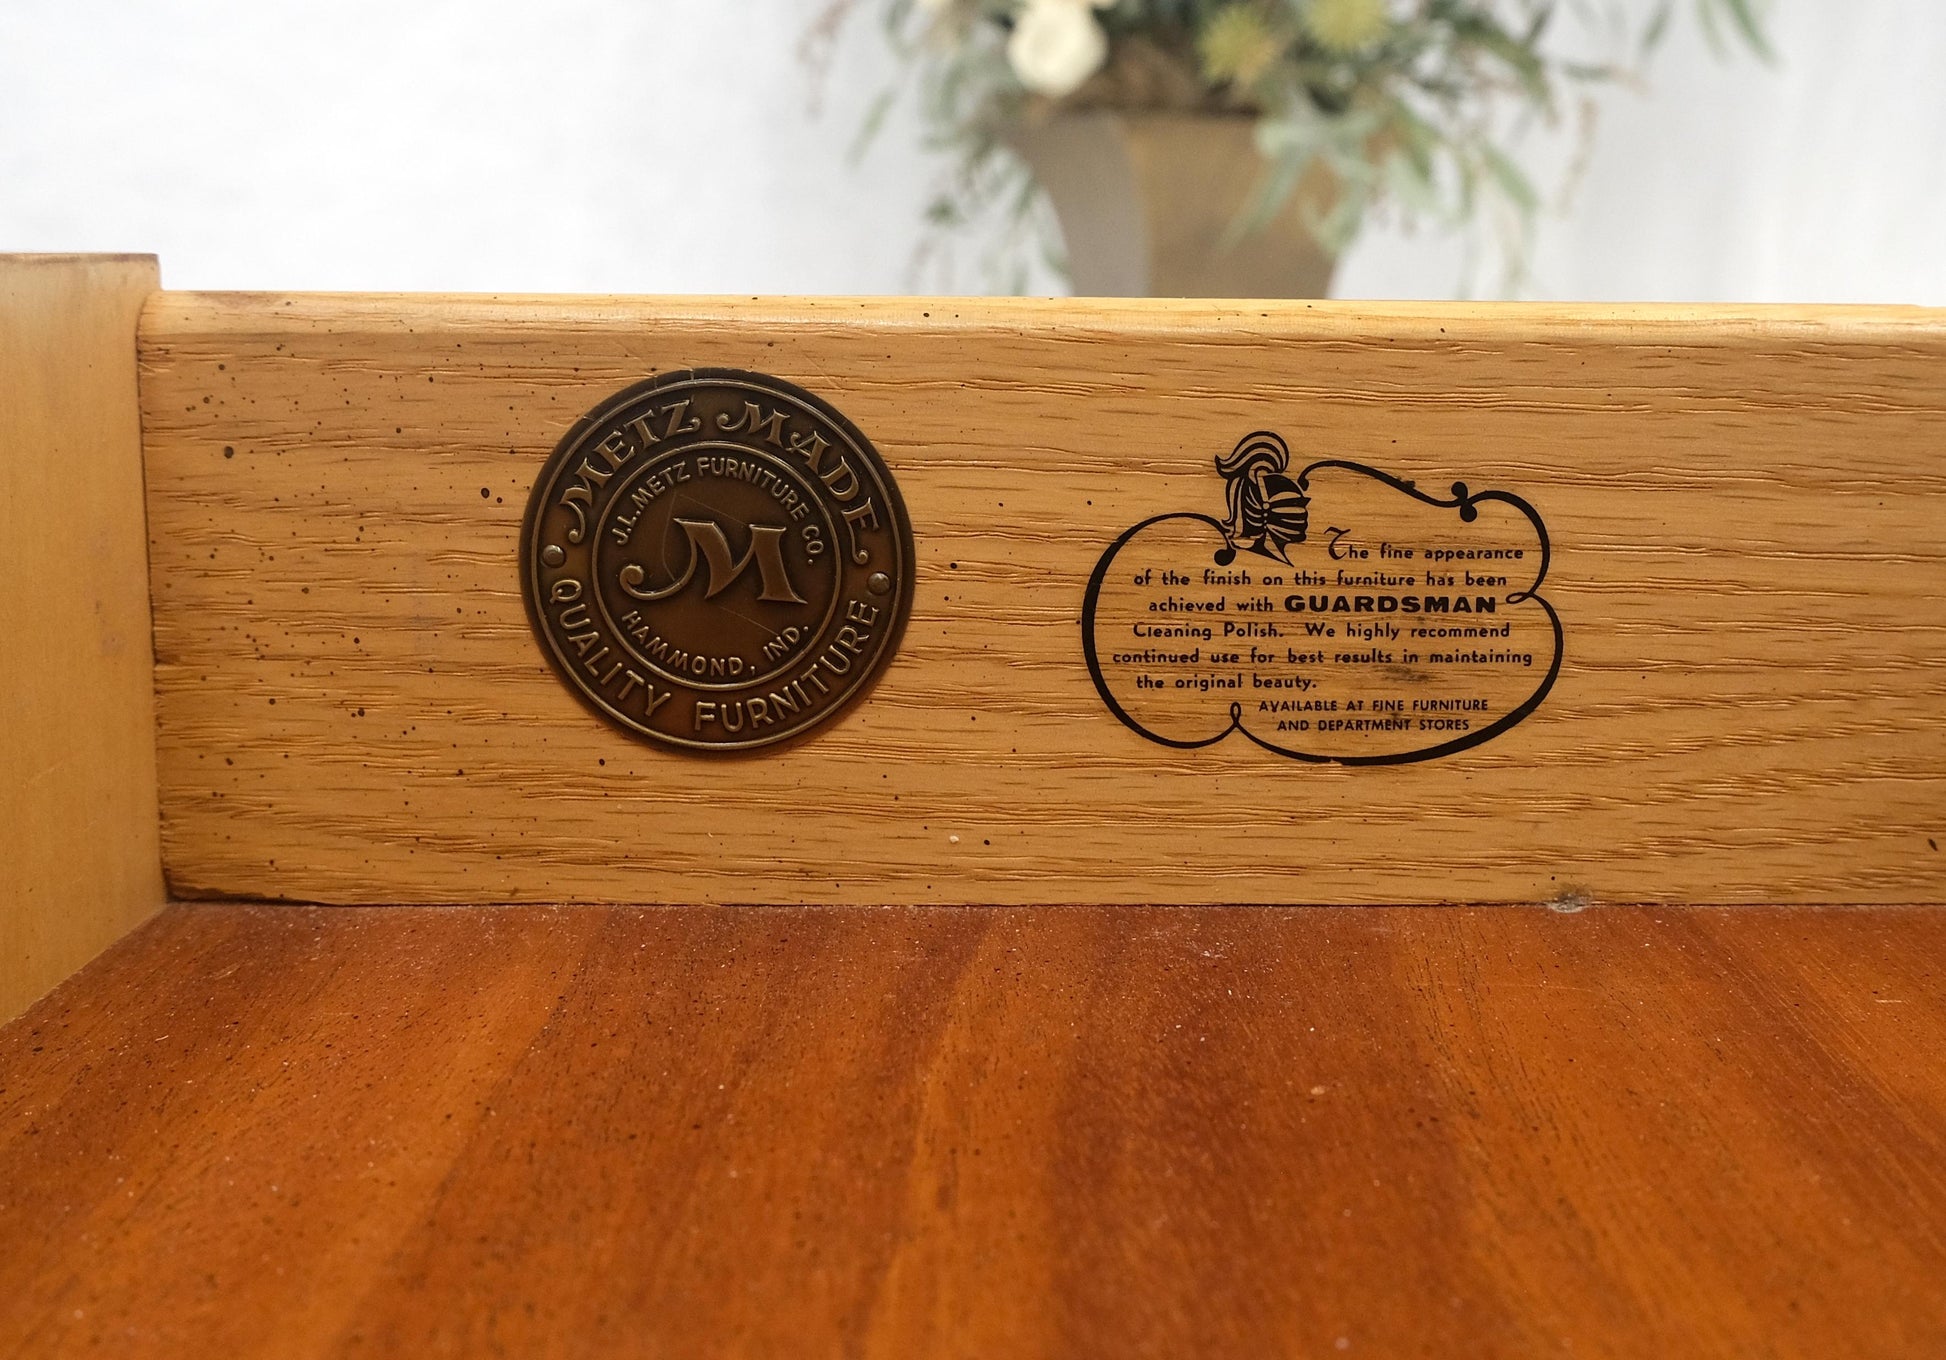 METZ MADE
J.L. METZ FURNITURE CO.
M
HAMMOND, IND.
QUALITY FURNITURE
The fine appearance
of the finish on this furniture has been
achieved with GUARDSMAN
Cleaning Polish. We highly recommend
continued use for best results in maintaining
the original beauty.
AVAILABLE AT FINE FURNITURE
AND DEPARTMENT STORES